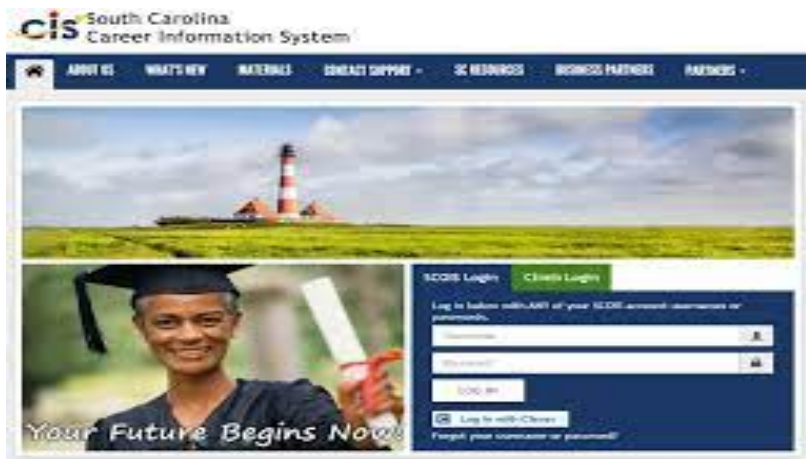 cis South Carolina
Career Information System
ABOUT US WHAT'S NEW MATERIALS CONTACT SUPPORT SC RESOURCES BUSINESS PARTNERS PARTNERS
SCOIS Login
Log in below with ANY of your SCOIS account usernames or
passwords.
Username
Password
LOG IN
Log in with Clever
Forgot your username or password?
Your Future Begins Now!